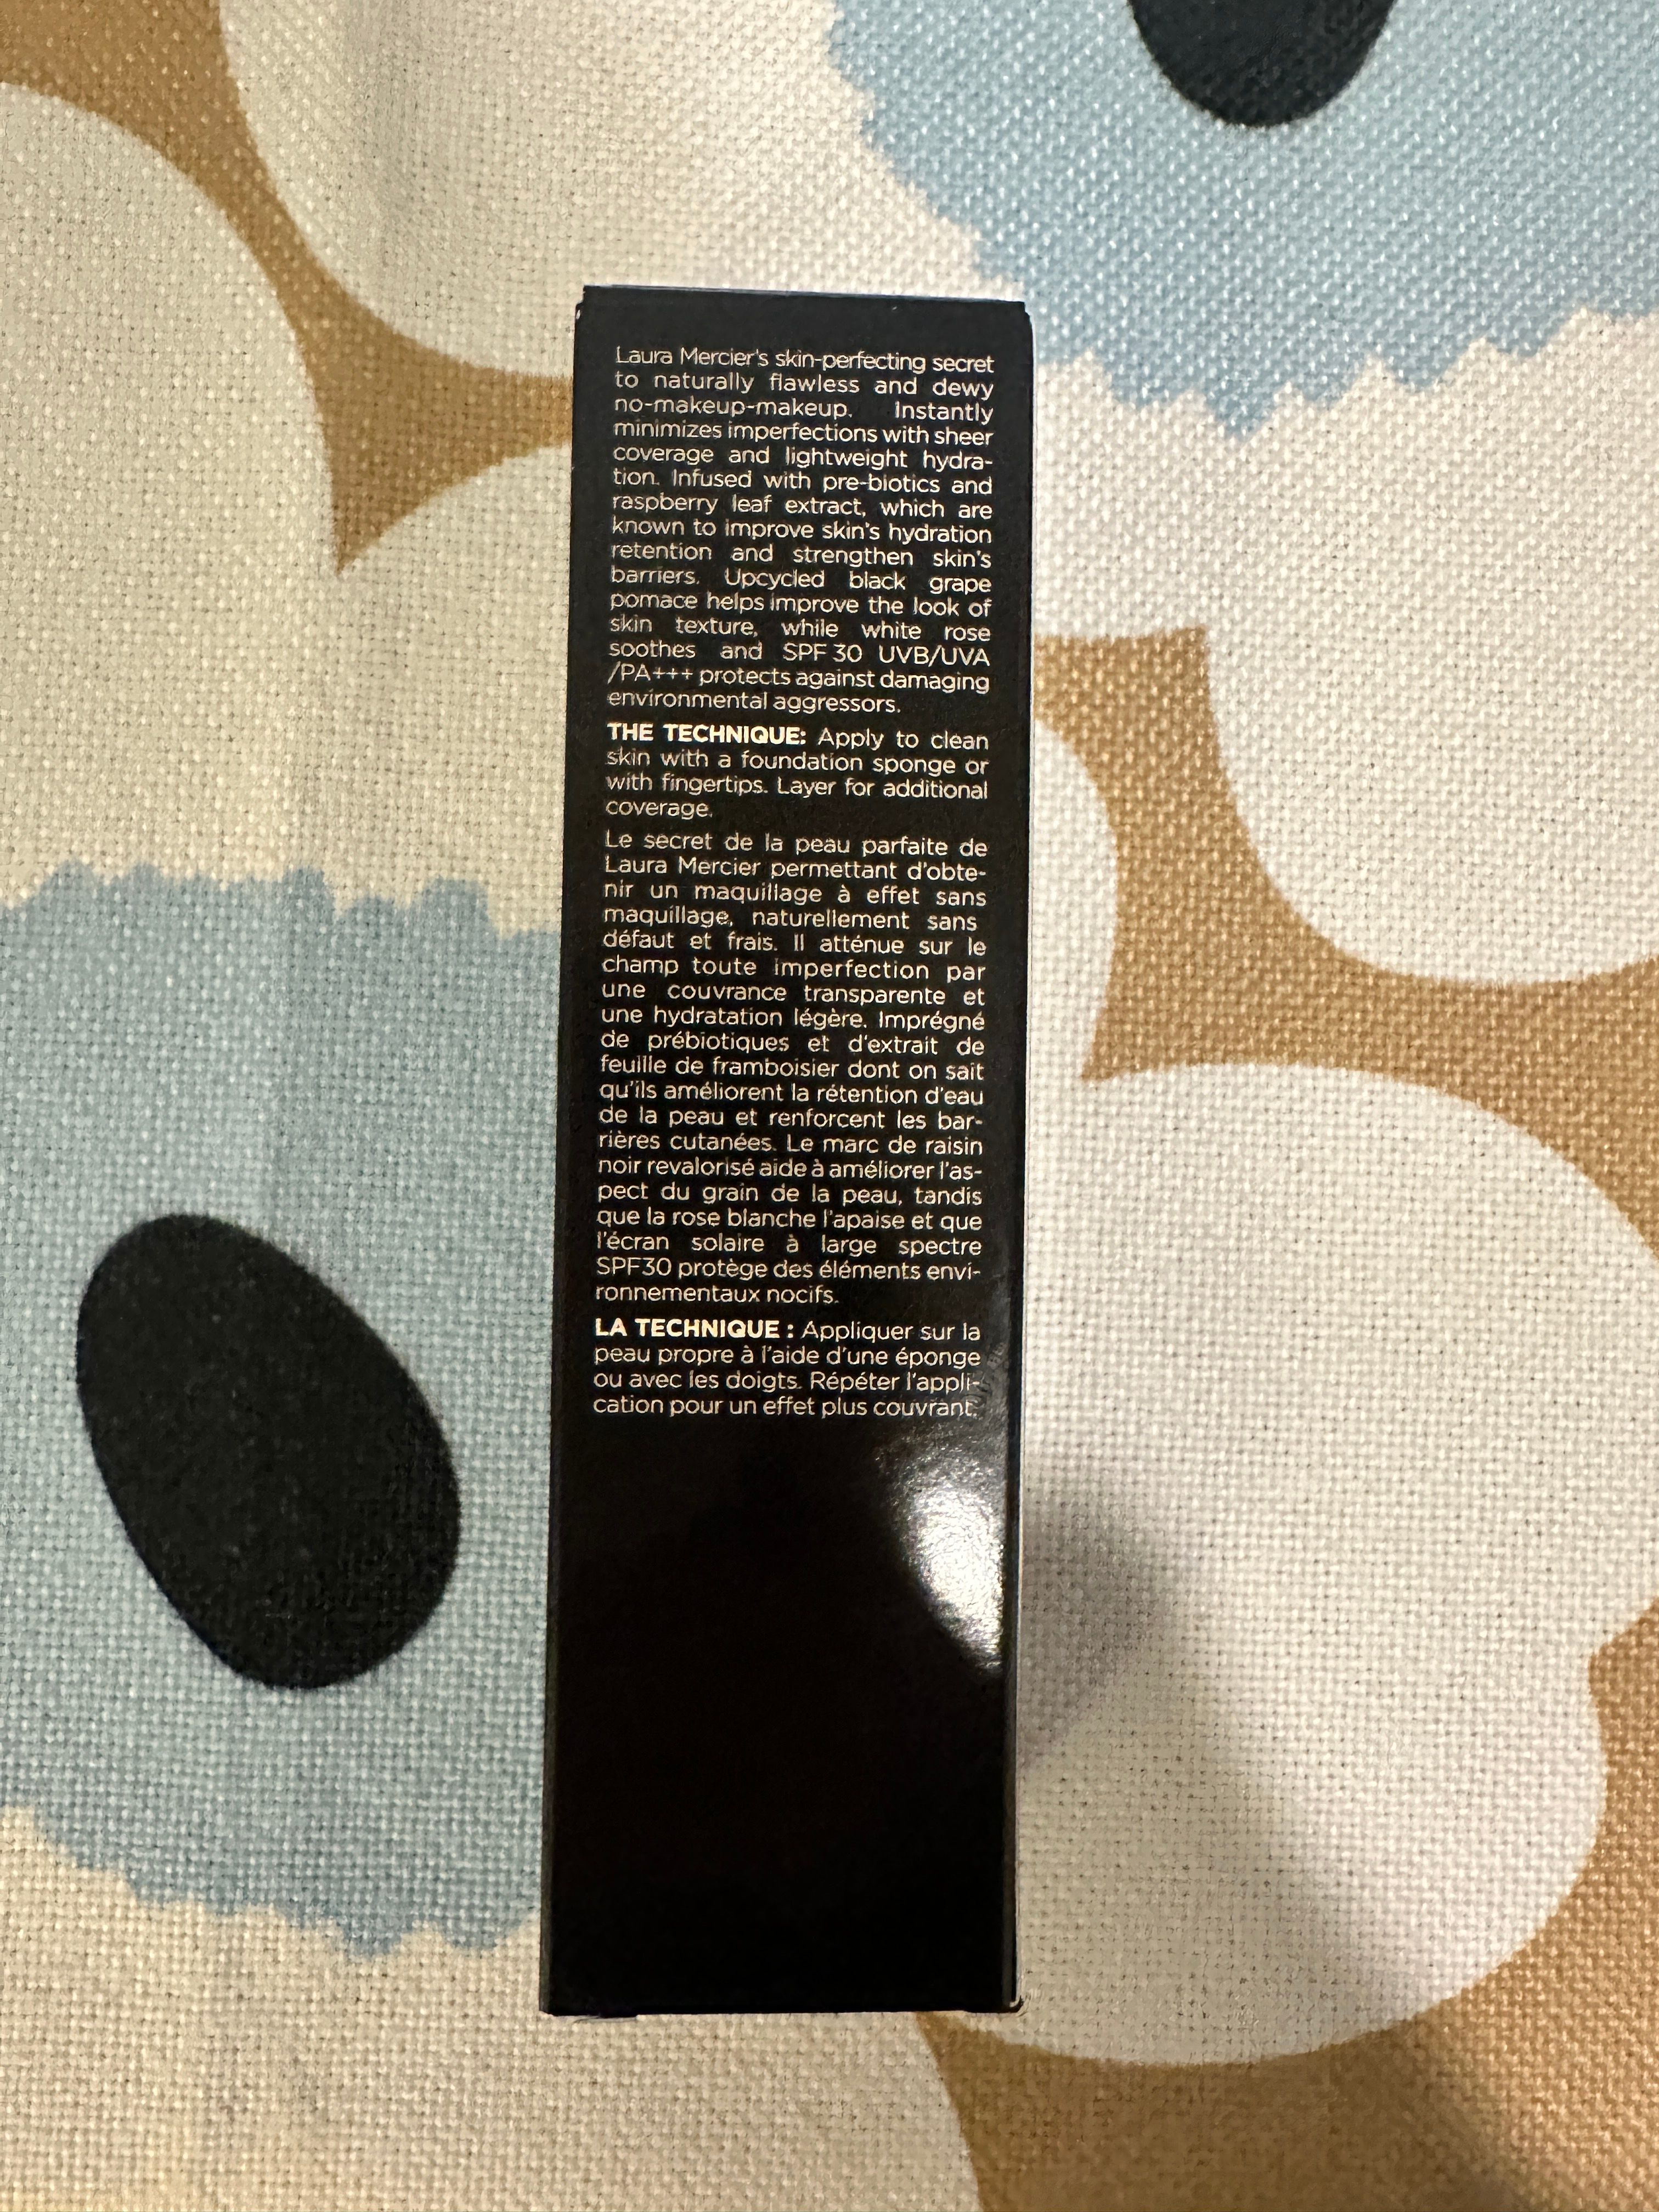 Laura Mercier's skin-perfecting secret
to naturally flawless and dewy
no-makeup-makeup. Instantly
minimizes imperfections with sheer
coverage and lightweight hydra-
tion. Infused with pre-biotics and
raspberry leaf extract, which are
known to improve skin's hydration
retention and strengthen skin's
barriers. Upcycled black grape
pomace helps improve the look of
skin texture, while white rose
soothes and SPF 30 UVB/UVA
/PA+++ protects against damaging
environmental aggressors.
THE TECHNIQUE: Apply to clean
skin with a foundation sponge or
with fingertips. Layer for additional
coverage.
Le secret de la peau parfaite de
Laura Mercier permettant d'obte-
nir un maquillage à effet sans
maquillage, naturellement sans
défaut et frais. Il atténue sur le
champ toute imperfection par
une couvrance transparente et
une hydratation légère. Imprégné
de prébiotiques et d'extrait de
feuille de framboisier dont on sait
qu'ils améliorent la rétention d'eau
de la peau et renforcent les bar-
rières cutanées. Le marc de raisin
noir revalorisé aide à améliorer l'as-
pect du grain de la peau, tandis
que la rose blanche l'apaise et que
l'écran solaire à large spectre
SPF30 protège des éléments envi-
ronnementaux nocifs.
LA TECHNIQUE : Appliquer sur la
peau propre à l'aide d'une éponge
ou avec les doigts. Répéter l'appli-
cation pour un effet plus couvrant.